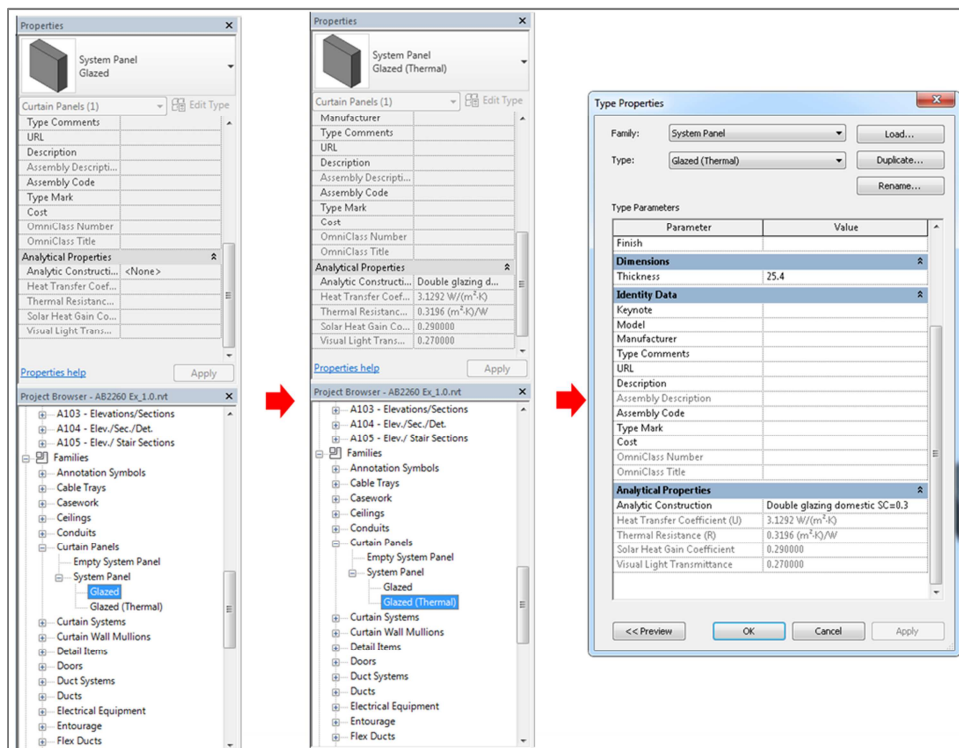 Properties
System Panel
Glazed
Curtain Panels (1)
Edit Type
Type Comments
URL
Description
Assembly Descripti...
Assembly Code
Type Mark
Cost
OmniClass Number
OmniClass Title
Analytical Properties
Analytic Constructi... <None>
Heat Transfer Coef...
Thermal Resistanc...
Solar Heat Gain Co...
Visual Light Trans...
Properties help
Apply
Project Browser - AB2260 Ex_1.0.rvt
A103 - Elevations/Sections
A104 - Elev./Sec./Det.
A105 - Elev./ Stair Sections
Families
Annotation Symbols
Cable Trays
Casework
Ceilings
Conduits
Curtain Panels
Empty System Panel
System Panel
Glazed
Glazed (Thermal)
Curtain Systems
Curtain Wall Mullions
Detail Items
Doors
Duct Systems
Ducts
Electrical Equipment
Entourage
Flex Ducts
Properties
System Panel
Glazed (Thermal)
Curtain Panels (1)
Edit Type
Manufacturer
Type Comments
URL
Description
Assembly Descripti...
Assembly Code
Type Mark
Cost
OmniClass Number
OmniClass Title
Analytical Properties
Analytic Constructi... Double glazing d...
Heat Transfer Coef... 3.1292 W/(m²·K)
Thermal Resistanc... 0.3196 (m²·K)/W
Solar Heat Gain Co... 0.290000
Visual Light Trans... 0.270000
Properties help
Apply
Project Browser - AB2260 Ex_1.0.rvt
A103 - Elevations/Sections
A104 - Elev./Sec./Det.
A105 - Elev./ Stair Sections
Families
Annotation Symbols
Cable Trays
Casework
Ceilings
Conduits
Curtain Panels
Empty System Panel
System Panel
Glazed
Glazed (Thermal)
Curtain Systems
Curtain Wall Mullions
Detail Items
Doors
Duct Systems
Ducts
Electrical Equipment
Entourage
Flex Ducts
Type Properties
Family: System Panel Load...
Type: Glazed (Thermal) Duplicate...
Rename...
Type Parameters
Parameter Value
Finish
Dimensions
Thickness 25.4
Identity Data
Keynote
Model
Manufacturer
Type Comments
URL
Description
Assembly Description
Assembly Code
Type Mark
Cost
OmniClass Number
OmniClass Title
Analytical Properties
Analytic Construction Double glazing domestic SC=0.3
Heat Transfer Coefficient (U) 3.1292 W/(m²·K)
Thermal Resistance (R) 0.3196 (m²·K)/W
Solar Heat Gain Coefficient 0.290000
Visual Light Transmittance 0.270000
<< Preview OK Cancel Apply